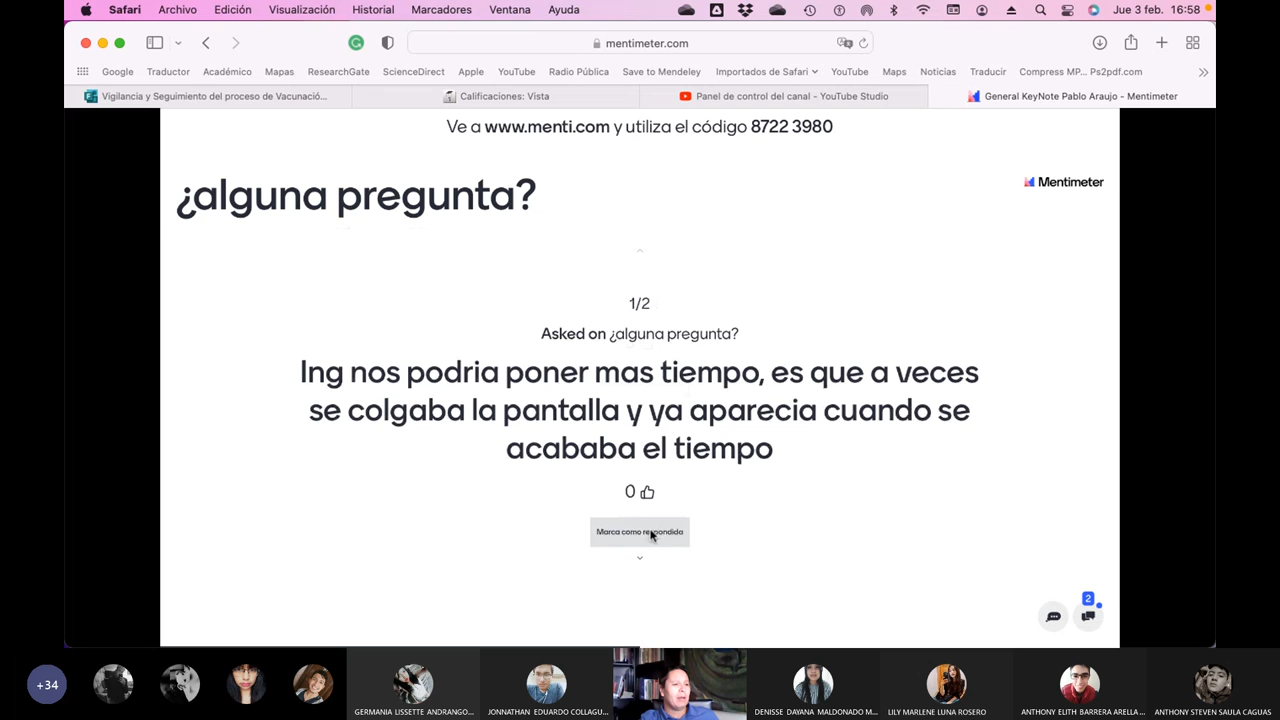 Safari Archivo Edición Visualización Historial Marcadores Ventana Ayuda Jue 3 feb. 16:58
mentimeter.com
Google Traductor Académico Mapas ResearchGate ScienceDirect Apple YouTube Radio Pública Save to Mendeley Importados de Safari YouTube Maps Noticias Traducir Compress MP... Ps2pdf.com
Vigilancia y Seguimiento del proceso de Vacunació... Calificaciones: Vista Panel de control del canal - YouTube Studio General KeyNote Pablo Araujo - Mentimeter
Ve a www.menti.com y utiliza el código 8722 3980
¿alguna pregunta?
Mentimeter
1/2
Asked on ¿alguna pregunta?
Ing nos podria poner mas tiempo, es que a veces
se colgaba la pantalla y ya aparecia cuando se
acababa el tiempo
0
Marca como respondida
2
+34
GERMANIA LISSETTE ANDRANGO... JONNATHAN EDUARDO COLLAGU... DENISSE DAYANA MALDONADO M... LILY MARLENE LUNA ROSERO ANTHONY ELITH BARRERA ARELLA ... ANTHONY STEVEN SAULA CAGUAS